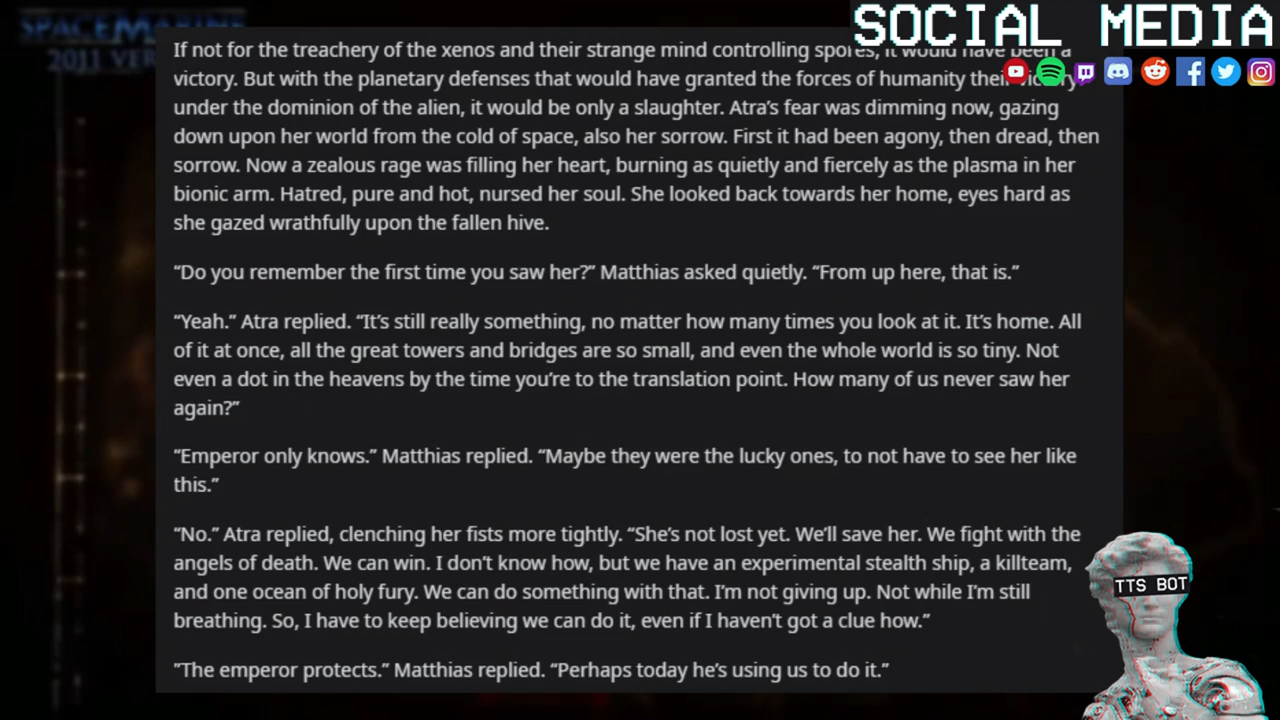 SPACE MARINE
2011 VER
SOCIAL MEDIA
If not for the treachery of the xenos and their strange mind controlling spores, it would have been a
victory. But with the planetary defenses that would have granted the forces of humanity their victory
under the dominion of the alien, it would be only a slaughter. Atra’s fear was dimming now, gazing
down upon her world from the cold of space, also her sorrow. First it had been agony, then dread, then
sorrow. Now a zealous rage was filling her heart, burning as quietly and fiercely as the plasma in her
bionic arm. Hatred, pure and hot, nursed her soul. She looked back towards her home, eyes hard as
she gazed wrathfully upon the fallen hive.
“Do you remember the first time you saw her?” Matthias asked quietly. “From up here, that is.”
“Yeah.” Atra replied. “It’s still really something, no matter how many times you look at it. It’s home. All
of it at once, all the great towers and bridges are so small, and even the whole world is so tiny. Not
even a dot in the heavens by the time you’re to the translation point. How many of us never saw her
again?”
“Emperor only knows.” Matthias replied. “Maybe they were the lucky ones, to not have to see her like
this.”
“No.” Atra replied, clenching her fists more tightly. “She’s not lost yet. We’ll save her. We fight with the
angels of death. We can win. I don’t know how, but we have an experimental stealth ship, a killteam,
and one ocean of holy fury. We can do something with that. I’m not giving up. Not while I’m still
breathing. So, I have to keep believing we can do it, even if I haven’t got a clue how.”
”The emperor protects.” Matthias replied. “Perhaps today he’s using us to do it.”
TTS BOT